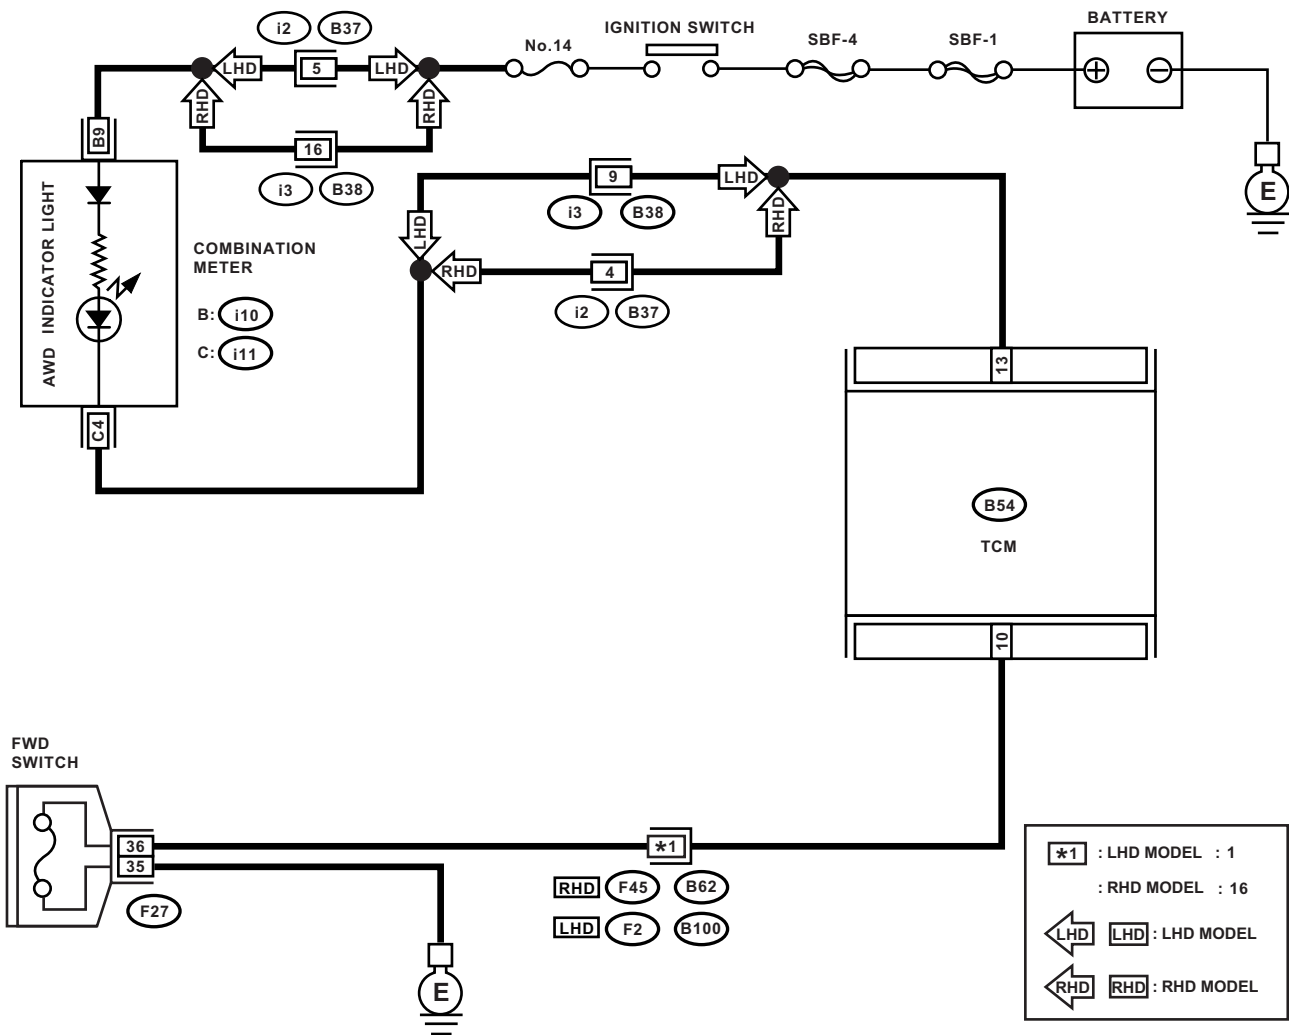 i2 B37
BATTERY
IGNITION SWITCH
No.14
SBF-4
SBF-1
LHD 5 LHD
RHD
RHD
16
i3 B38
B9
E
9 LHD
i3 B38
LHD
RHD
RHD 4
i2 B37
AWD INDICATOR LIGHT
COMBINATION
METER
B: i10
C: i11
C4
13
B54
TCM
10
FWD
SWITCH
36
35
F27
*1
RHD F45 B62
LHD F2 B100
E
*1 : LHD MODEL : 1
: RHD MODEL : 16
LHD LHD : LHD MODEL
RHD RHD : RHD MODEL